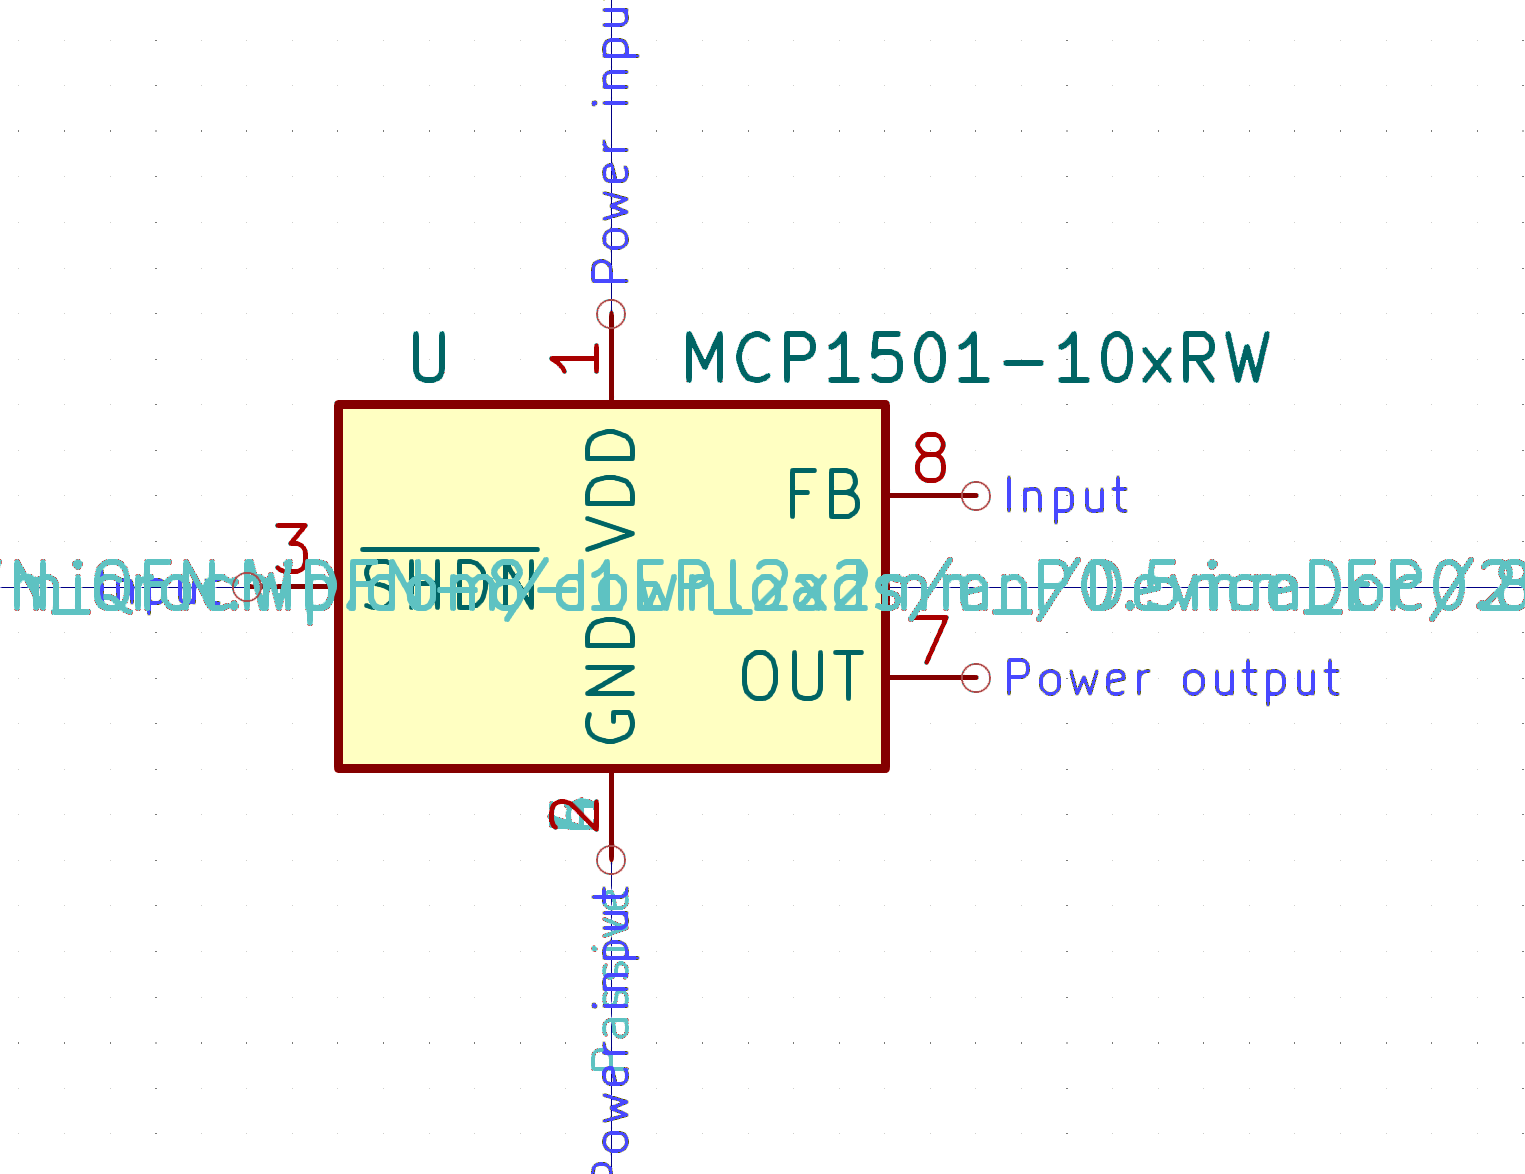 Power inpu
U
1
MCP1501-10xRW
VDD
8
FB
Input
3
SHDN
Input
GND
7
OUT
Power output
2
Passive
Power input